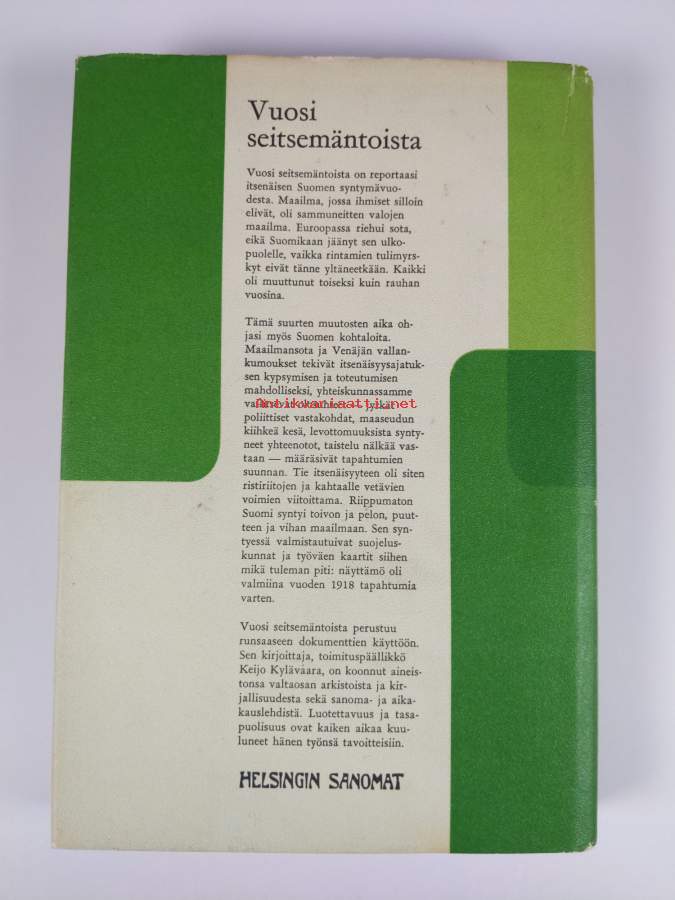 Vuosi
seitsemäntoista
Vuosi seitsemäntoista on reportaasi
itsenäisen Suomen syntymävuo-
desta. Maailma, jossa ihmiset silloin
elivät, oli sammuneitten valojen
maailma. Euroopassa riehui sota,
eikä Suomikaan jäänyt sen ulko-
puolelle, vaikka rintamien tulimyrs-
kyt eivät tänne yltäneetkään. Kaikki
oli muuttunut toiseksi kuin rauhan
vuosina.
Tämä suurten muutosten aika oh-
jasi myös Suomen kohtaloita.
Maailmansota ja Venäjän vallan-
kumoukset tekivät itsenäisyysajatuk-
sen kypsymisen ja toteutumisen
mahdolliseksi, yhteiskunnassamme
Antikvariaatti.net
poliittiset vastakohdat, maaseudun
kiihkeä kesä, levottomuuksista synty-
neet yhteenotot, taistelu nälkää vas-
taan — määräsivät tapahtumien
suunnan. Tie itsenäisyyteen oli siten
ristiriitojen ja kahtaalle vetävien
voimien viitoittama. Riippumaton
Suomi syntyi toivon ja pelon, puut-
teen ja vihan maailmaan. Sen syn-
tyessä valmistautuivat suojelus-
kunnat ja työväen kaartit siihen
mikä tuleman piti: näyttämö oli
valmiina vuoden 1918 tapahtumia
varten.
Vuosi seitsemäntoista perustuu
runsaaseen dokumenttien käyttöön.
Sen kirjoittaja, toimituspäällikkö
Keijo Kylävaara, on koonnut aineis-
tonsa valtaosan arkistoista ja kir-
jallisuudesta sekä sanoma- ja aika-
kauslehdistä. Luotettavuus ja tasa-
puolisuus ovat kaiken aikaa kuu-
luneet hänen työnsä tavoitteisiin.
HELSINGIN SANOMAT